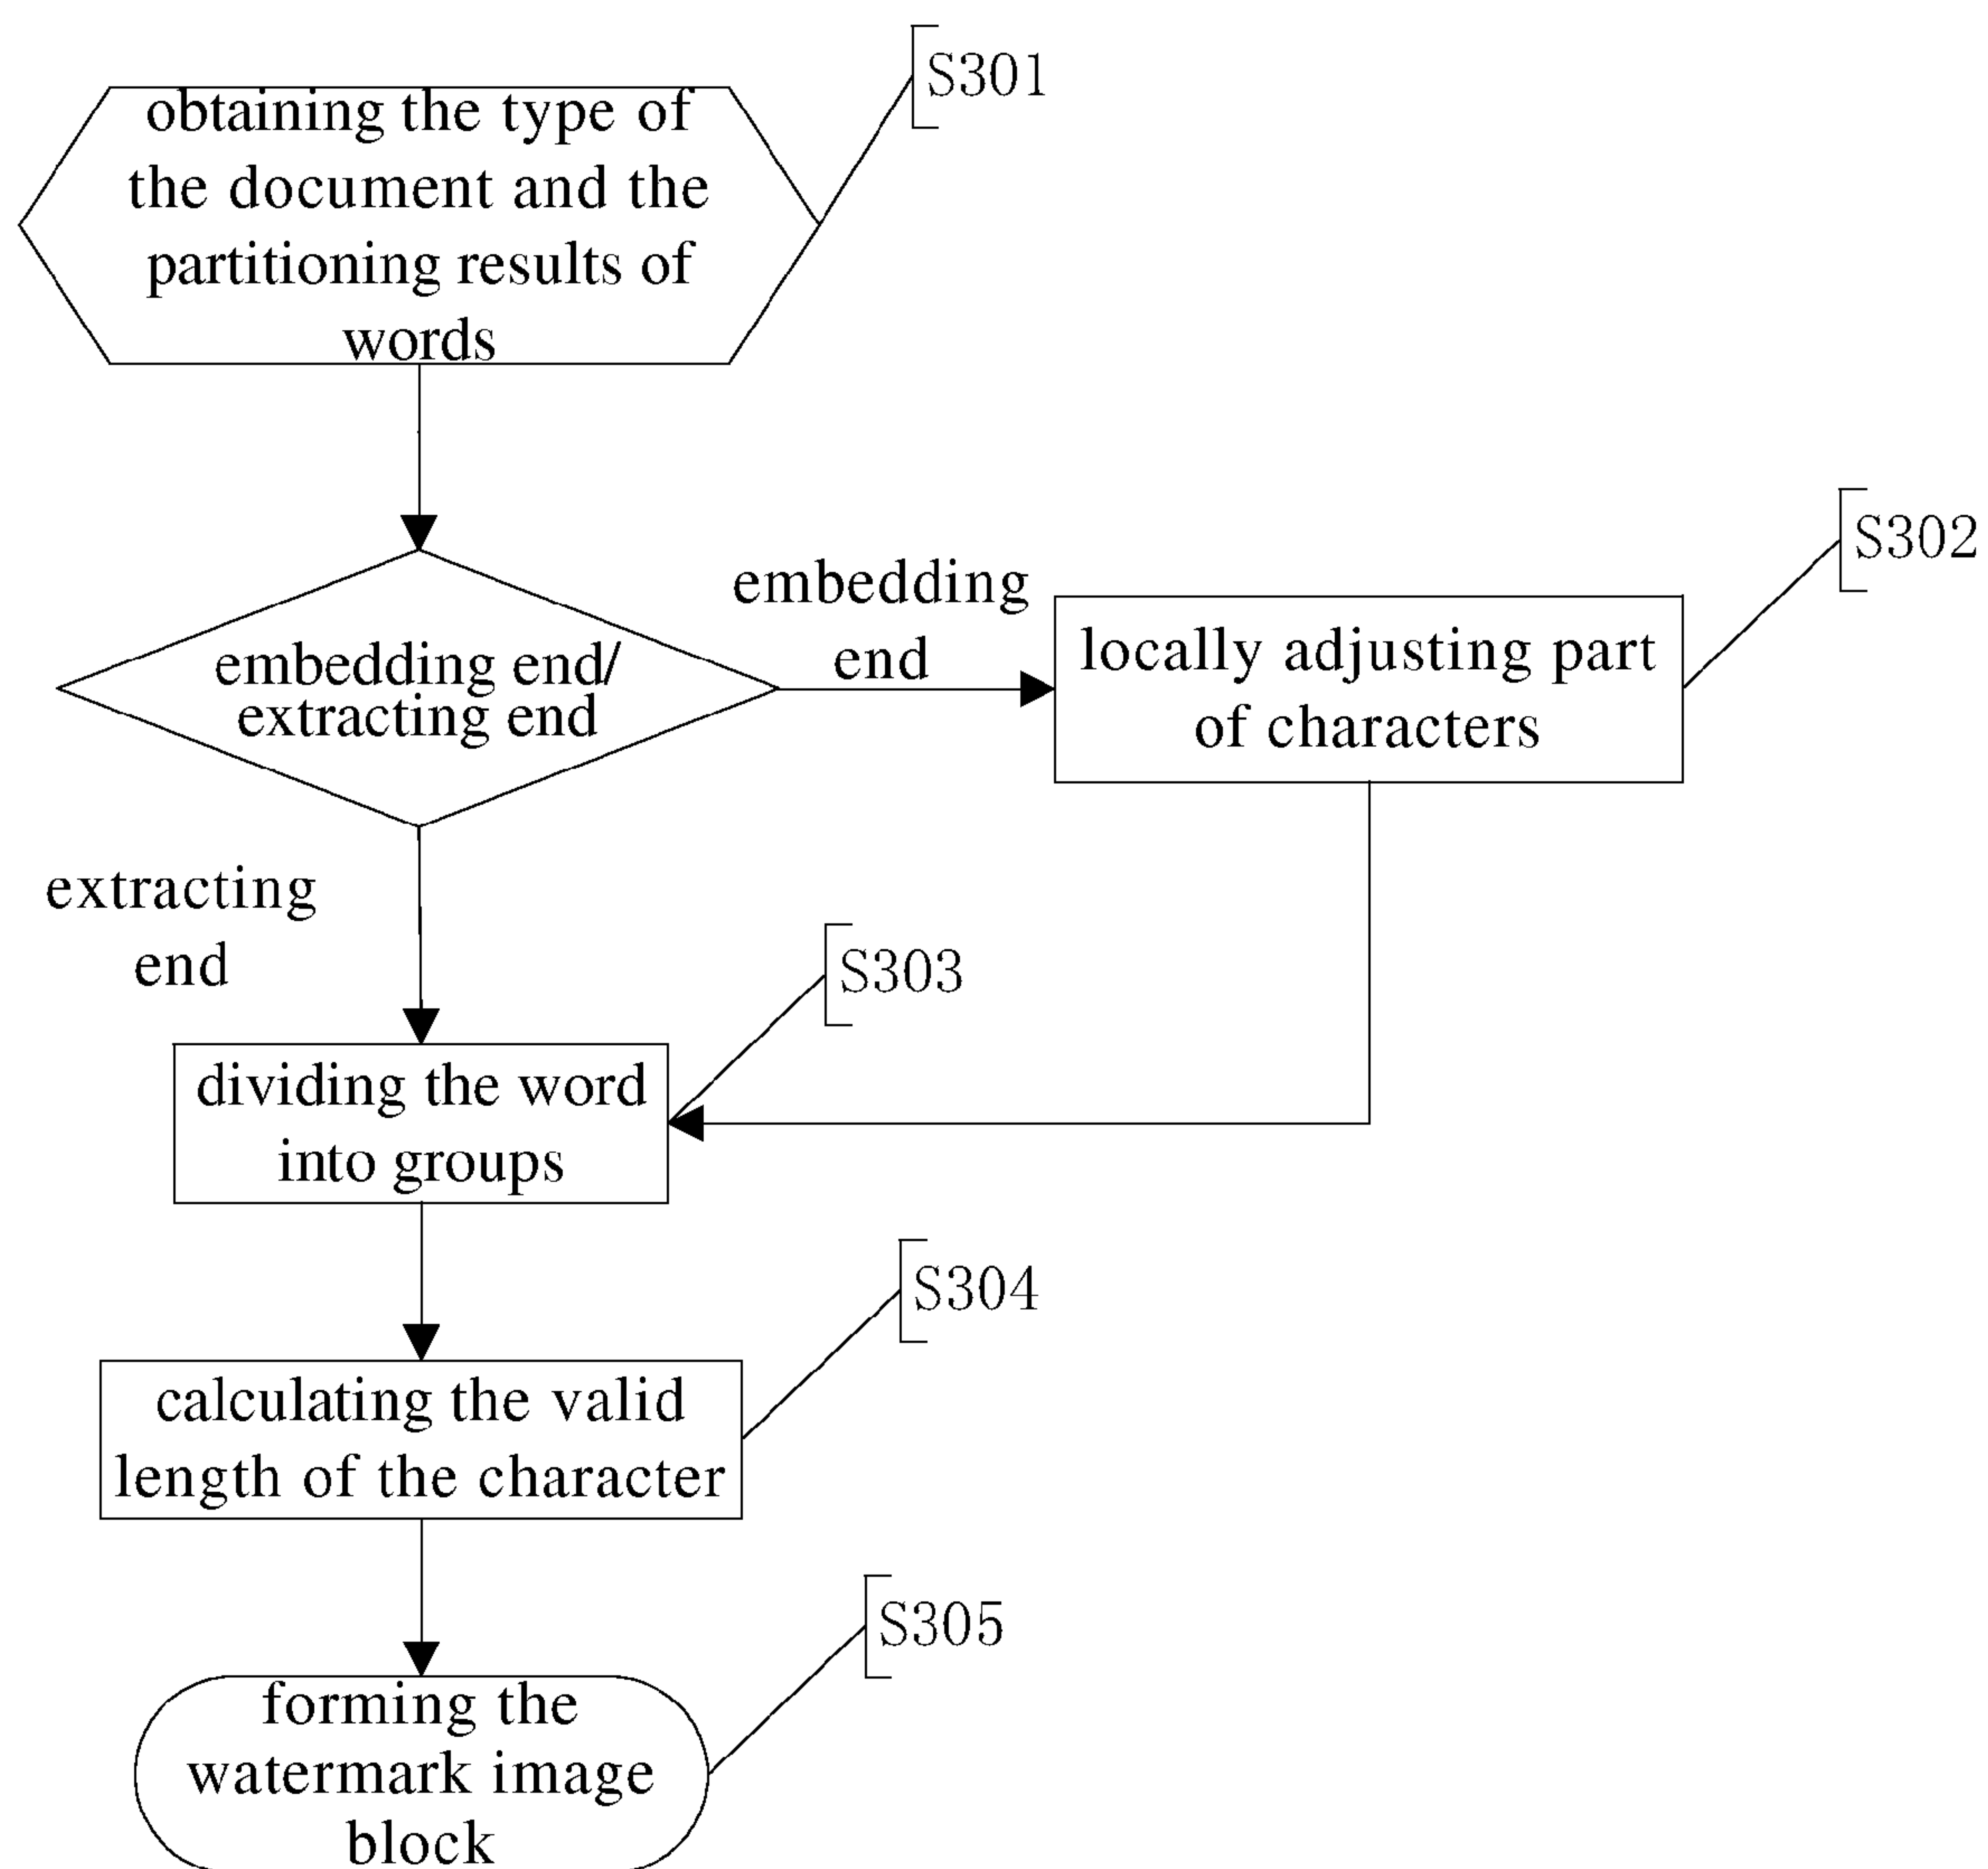 S301
obtaining the type of
the document and the
partitioning results of
words
S302
embedding
end
embedding end/
extracting end
locally adjusting part
of characters
extracting
end
S303
dividing the word
into groups
S304
calculating the valid
length of the character
S305
forming the
watermark image
block